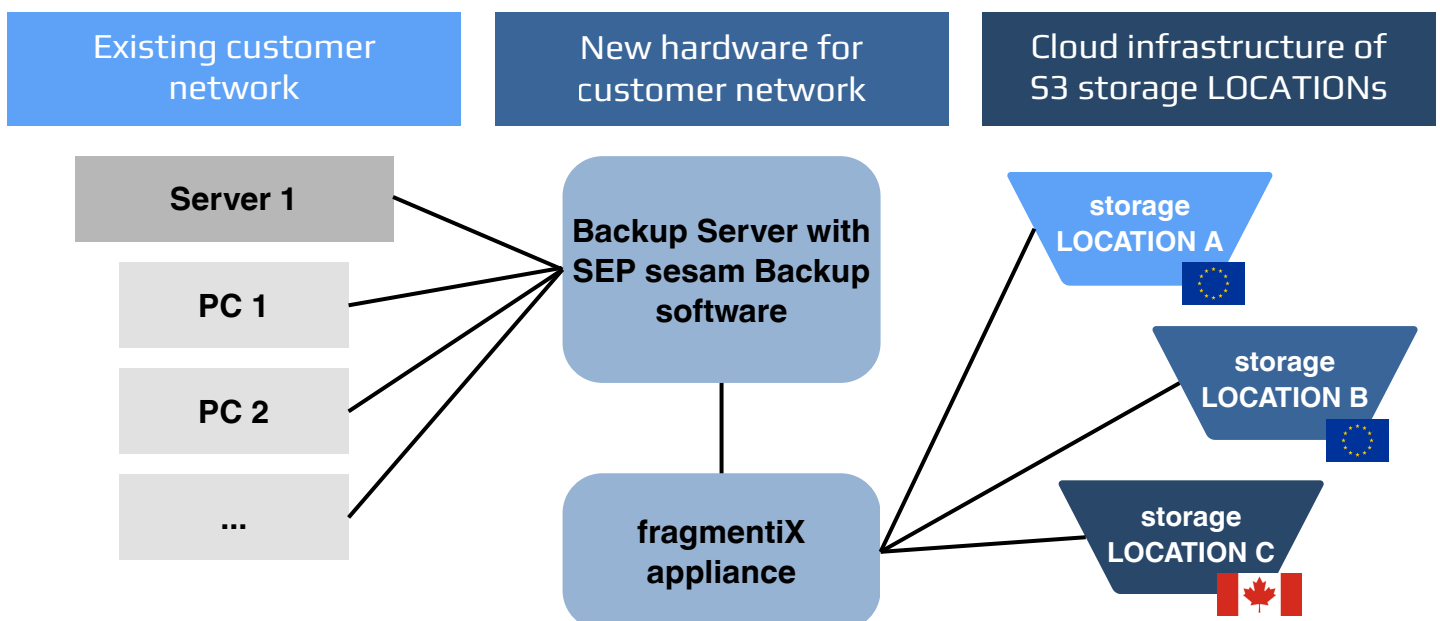 Existing customer
network
New hardware for
customer network
Cloud infrastructure of
S3 storage LOCATIONs
Server 1
PC 1
PC 2
...
Backup Server with
SEP sesam Backup
software
fragmentiX
appliance
storage
LOCATION A
storage
LOCATION B
storage
LOCATION C